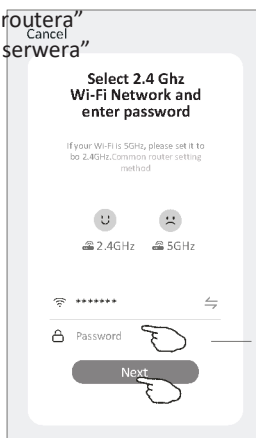 routera”
Cancel
serwera”
Select 2.4 Ghz
Wi-Fi Network and
enter password
If your Wi-Fi is 5GHz, please set it to
bo 2.4GHz.Common router setting
method
2.4GHz 5GHz
*******
Password
Next